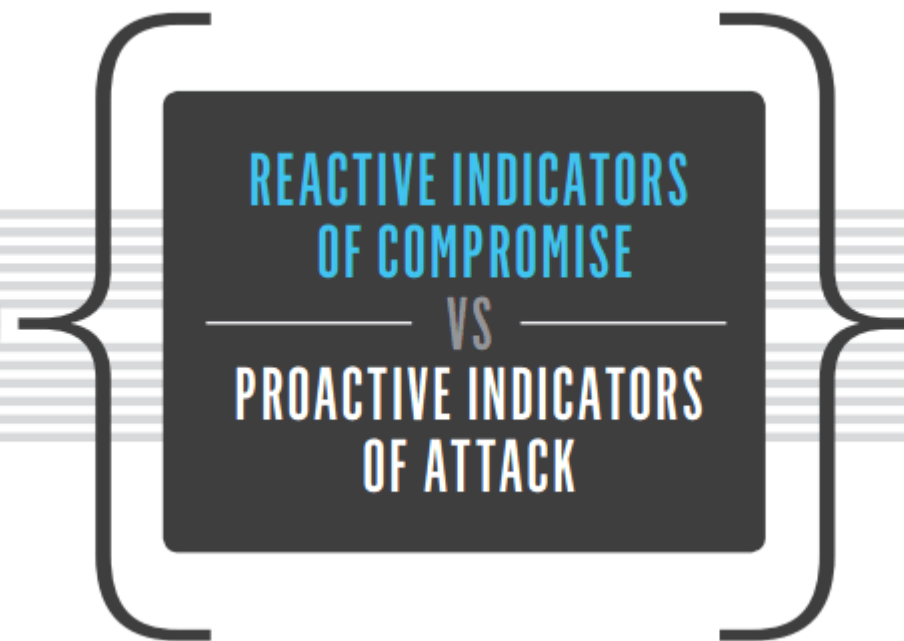 REACTIVE INDICATORS
OF COMPROMISE
VS
PROACTIVE INDICATORS
OF ATTACK